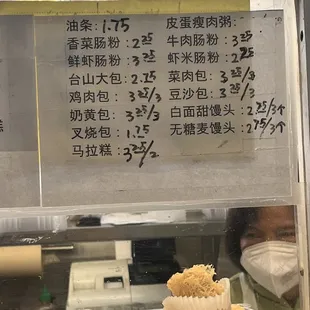 油条: 1.75
香菜肠粉: 2.25
鲜虾肠粉: 3.25
台山大包: 2.25
鸡肉包: 3.25/3
奶黄包: 3.25/3
叉烧包: 1.75
马拉糕: 3.25/2
皮蛋瘦肉粥:
牛肉肠粉: 3.25
虾米肠粉: 2.25
菜肉包: 3.25/3
豆沙包: 3.25/3
白面甜馒头: 2.75/3个
无糖麦馒头: 2.75/3个
糕